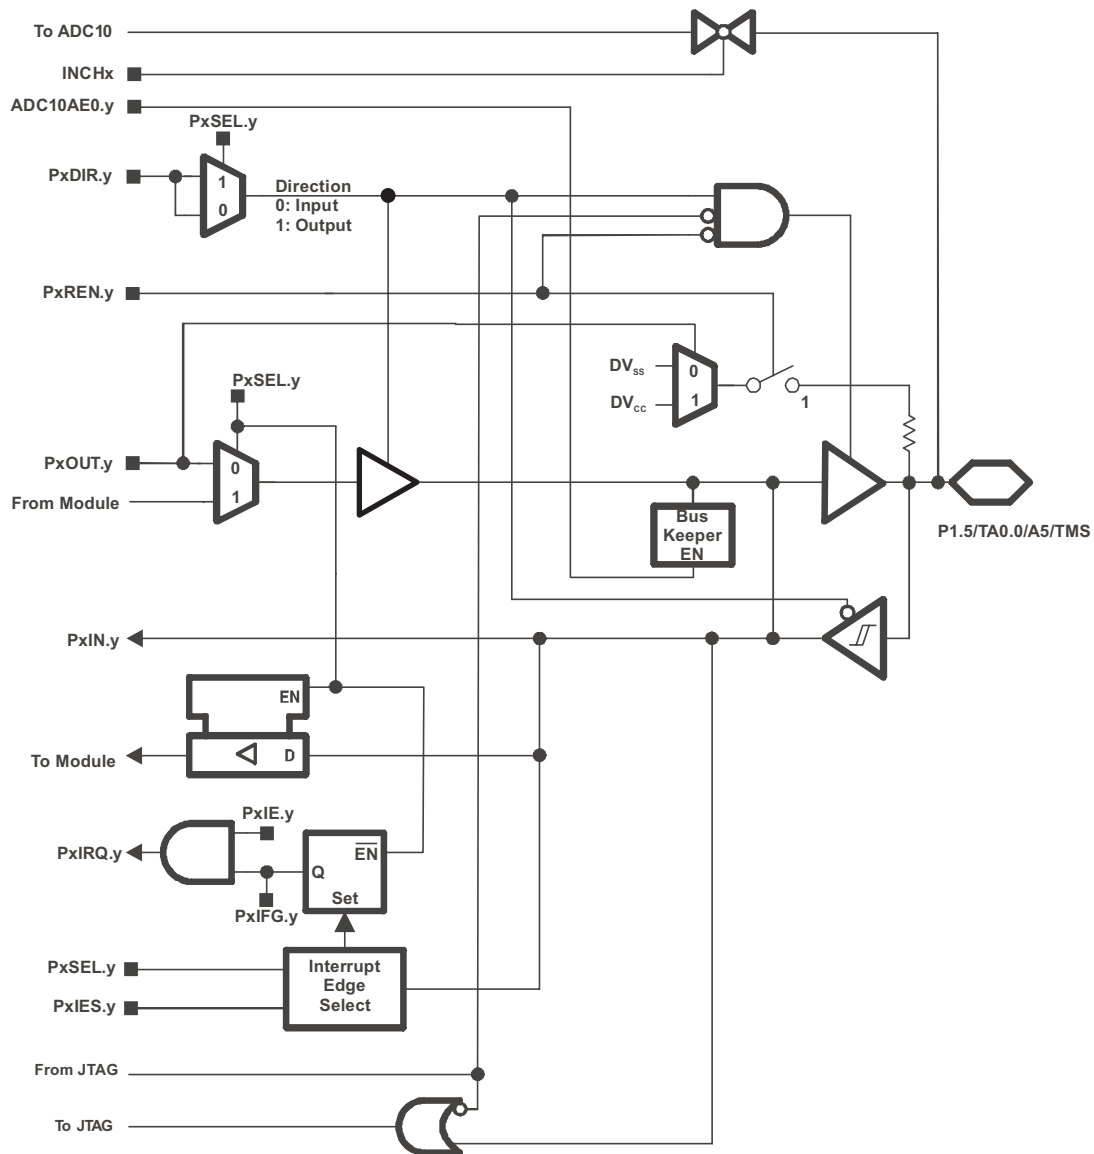 To ADC10
INCHx
ADC10AE0.y
PxSEL.y
PxDIR.y
1
0
Direction
0: Input
1: Output
PxREN.y
DVSS
0
DVCC
1
1
PxSEL.y
PxOUT.y
0
From Module
1
Bus
Keeper
EN
P1.5/TA0.0/A5/TMS
PxIN.y
EN
To Module
D
PxIE.y
PxIRQ.y
EN
Q
Set
PxIFG.y
PxSEL.y
Interrupt
Edge
Select
PxIES.y
From JTAG
To JTAG